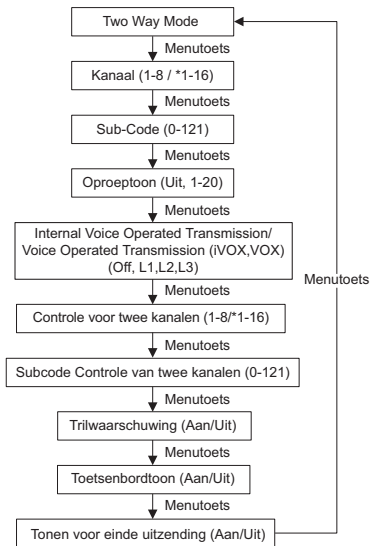 Two Way Mode
Menutoets
Kanaal (1-8 / *1-16)
Menutoets
Sub-Code (0-121)
Menutoets
Oproeptoon (Uit, 1-20)
Menutoets
Internal Voice Operated Transmission/
Voice Operated Transmission (iVOX,VOX)
(Off, L1,L2,L3)
Menutoets
Menutoets
Controle voor twee kanalen (1-8/*1-16)
Menutoets
Subcode Controle van twee kanalen (0-121)
Menutoets
Trilwaarschuwing (Aan/Uit)
Menutoets
Toetsenbordtoon (Aan/Uit)
Menutoets
Tonen voor einde uitzending (Aan/Uit)